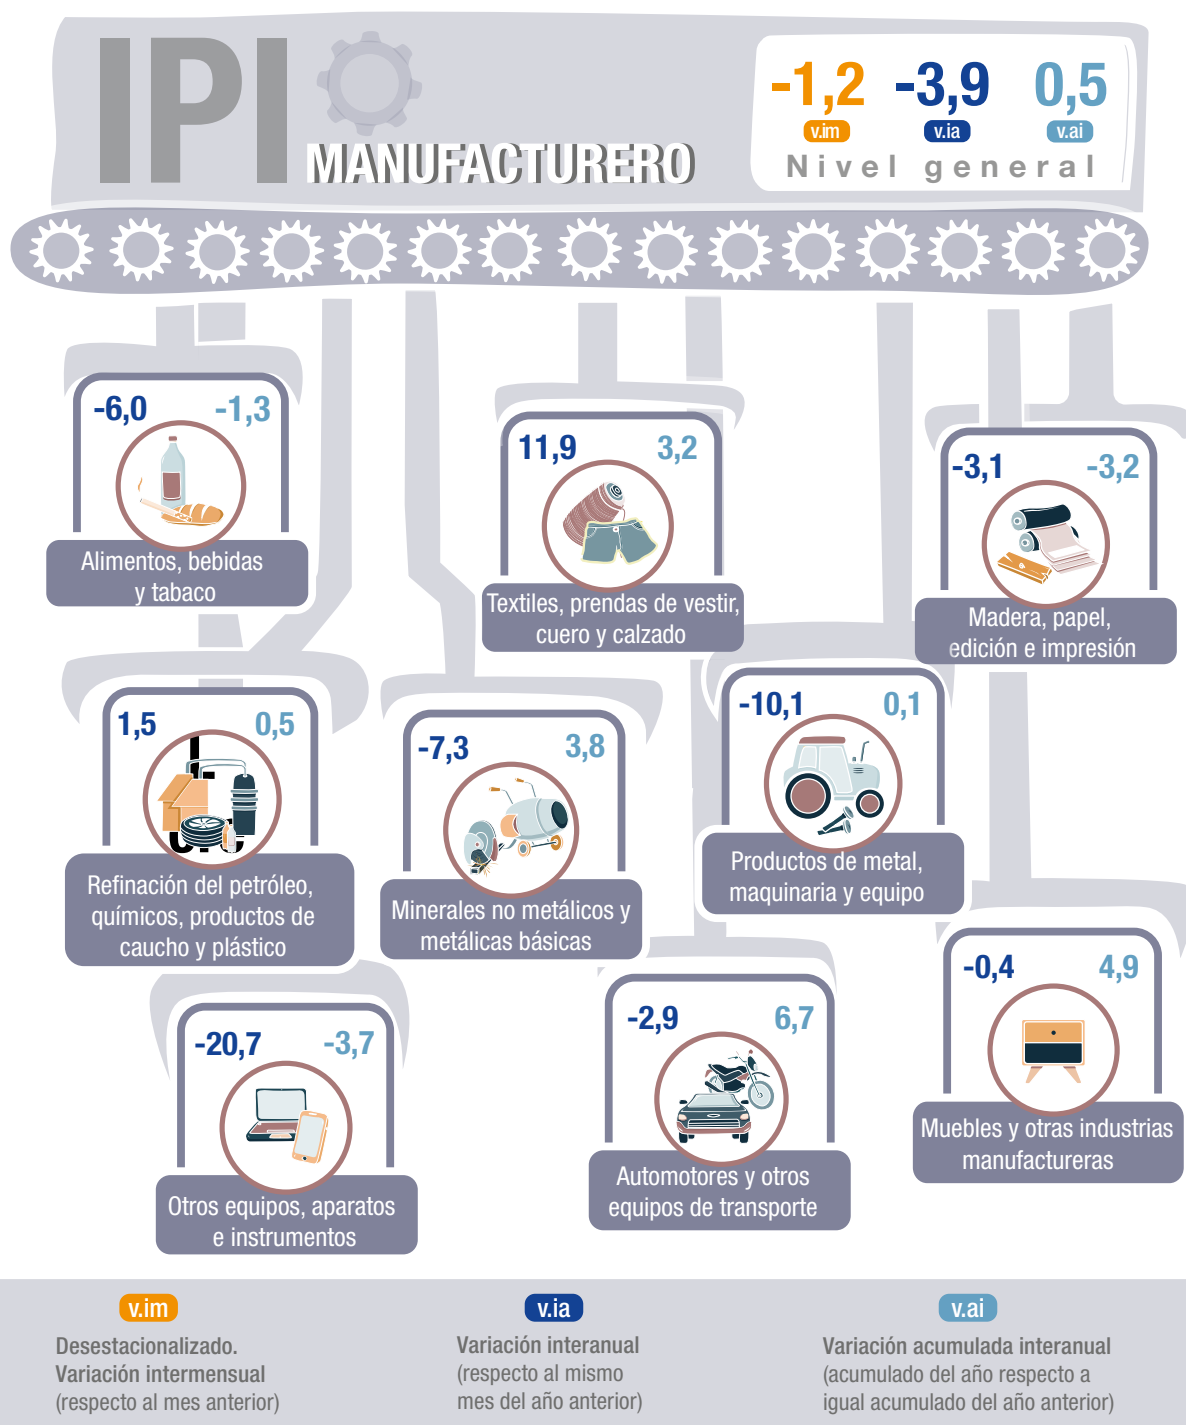 IPI
MANUFACTURERO
-1,2 -3,9 0,5
v.im v.ia v.ai
Nivel general
-6,0 -1,3
Alimentos, bebidas
y tabaco
11,9 3,2
Textiles, prendas de vestir,
cuero y calzado
-3,1 -3,2
Madera, papel,
edición e impresión
1,5 0,5
Refinación del petróleo,
químicos, productos de
caucho y plástico
-7,3 3,8
Minerales no metálicos y
metálicas básicas
-10,1 0,1
Productos de metal,
maquinaria y equipo
-20,7 -3,7
Otros equipos, aparatos
e instrumentos
-2,9 6,7
Automotores y otros
equipos de transporte
-0,4 4,9
Muebles y otras industrias
manufactureras
v.im
Desestacionalizado.
Variación intermensual
(respecto al mes anterior)
v.ia
Variación interanual
(respecto al mismo
mes del año anterior)
v.ai
Variación acumulada interanual
(acumulado del año respecto a
igual acumulado del año anterior)